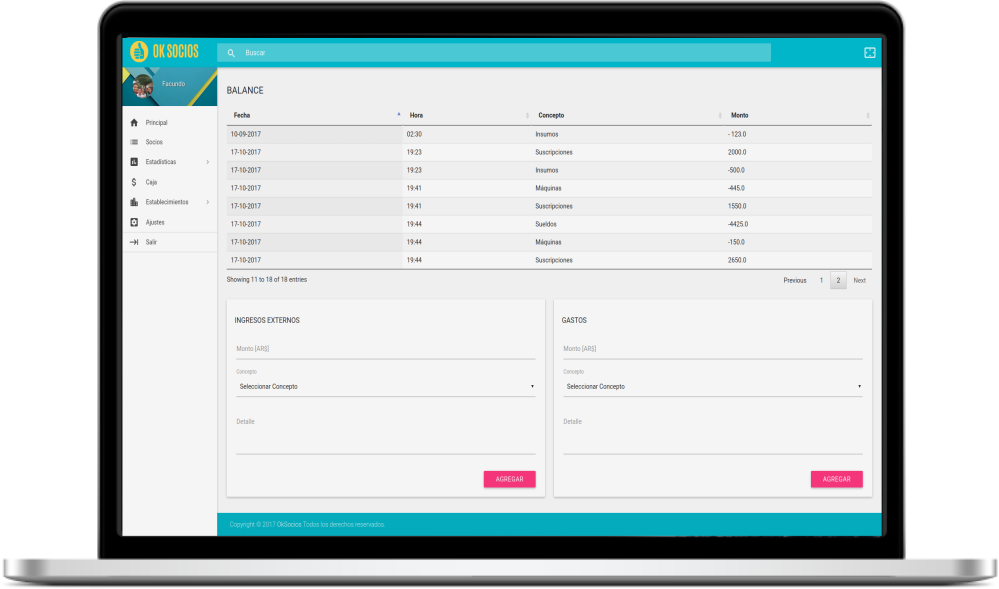 OK SOCIOS
Buscar
Facundo
Principal
Socios
Estadísticas
Caja
Establecimientos
Ajustes
Salir
BALANCE
Fecha Hora Concepto Monto
10-09-2017 02:30 Insumos - 123.0
17-10-2017 19:23 Suscripciones 2000.0
17-10-2017 19:23 Insumos -500.0
17-10-2017 19:41 Máquinas -445.0
17-10-2017 19:41 Suscripciones 1550.0
17-10-2017 19:44 Sueldos -4425.0
17-10-2017 19:44 Máquinas -150.0
17-10-2017 19:44 Suscripciones 2650.0
Showing 11 to 18 of 18 entries
Previous 1 2 Next
INGRESOS EXTERNOS
Monto [AR$]
Concepto
Seleccionar Concepto
Detalle
AGREGAR
GASTOS
Monto [AR$]
Concepto
Seleccionar Concepto
Detalle
AGREGAR
Copyright © 2017 OkSocios Todos los derechos reservados.